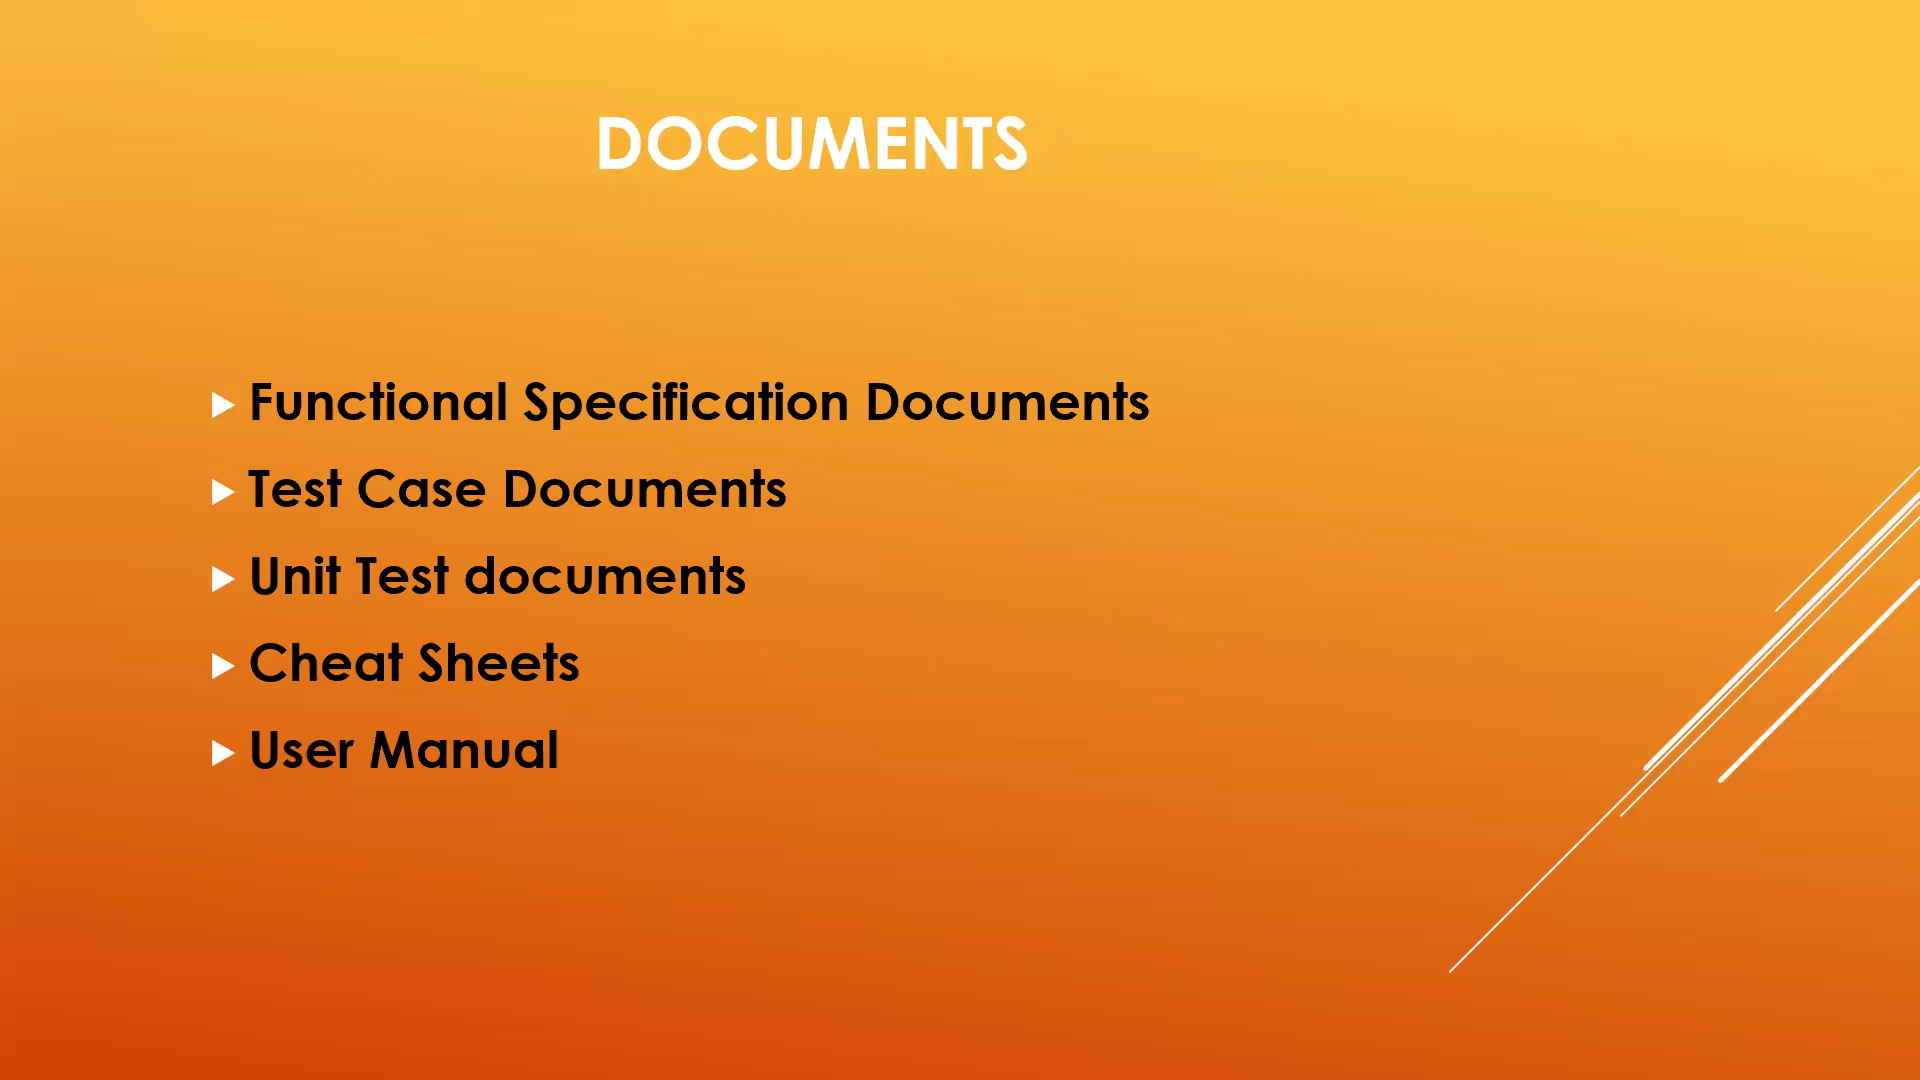 DOCUMENTS
Functional Specification Documents
Test Case Documents
Unit Test documents
Cheat Sheets
User Manual